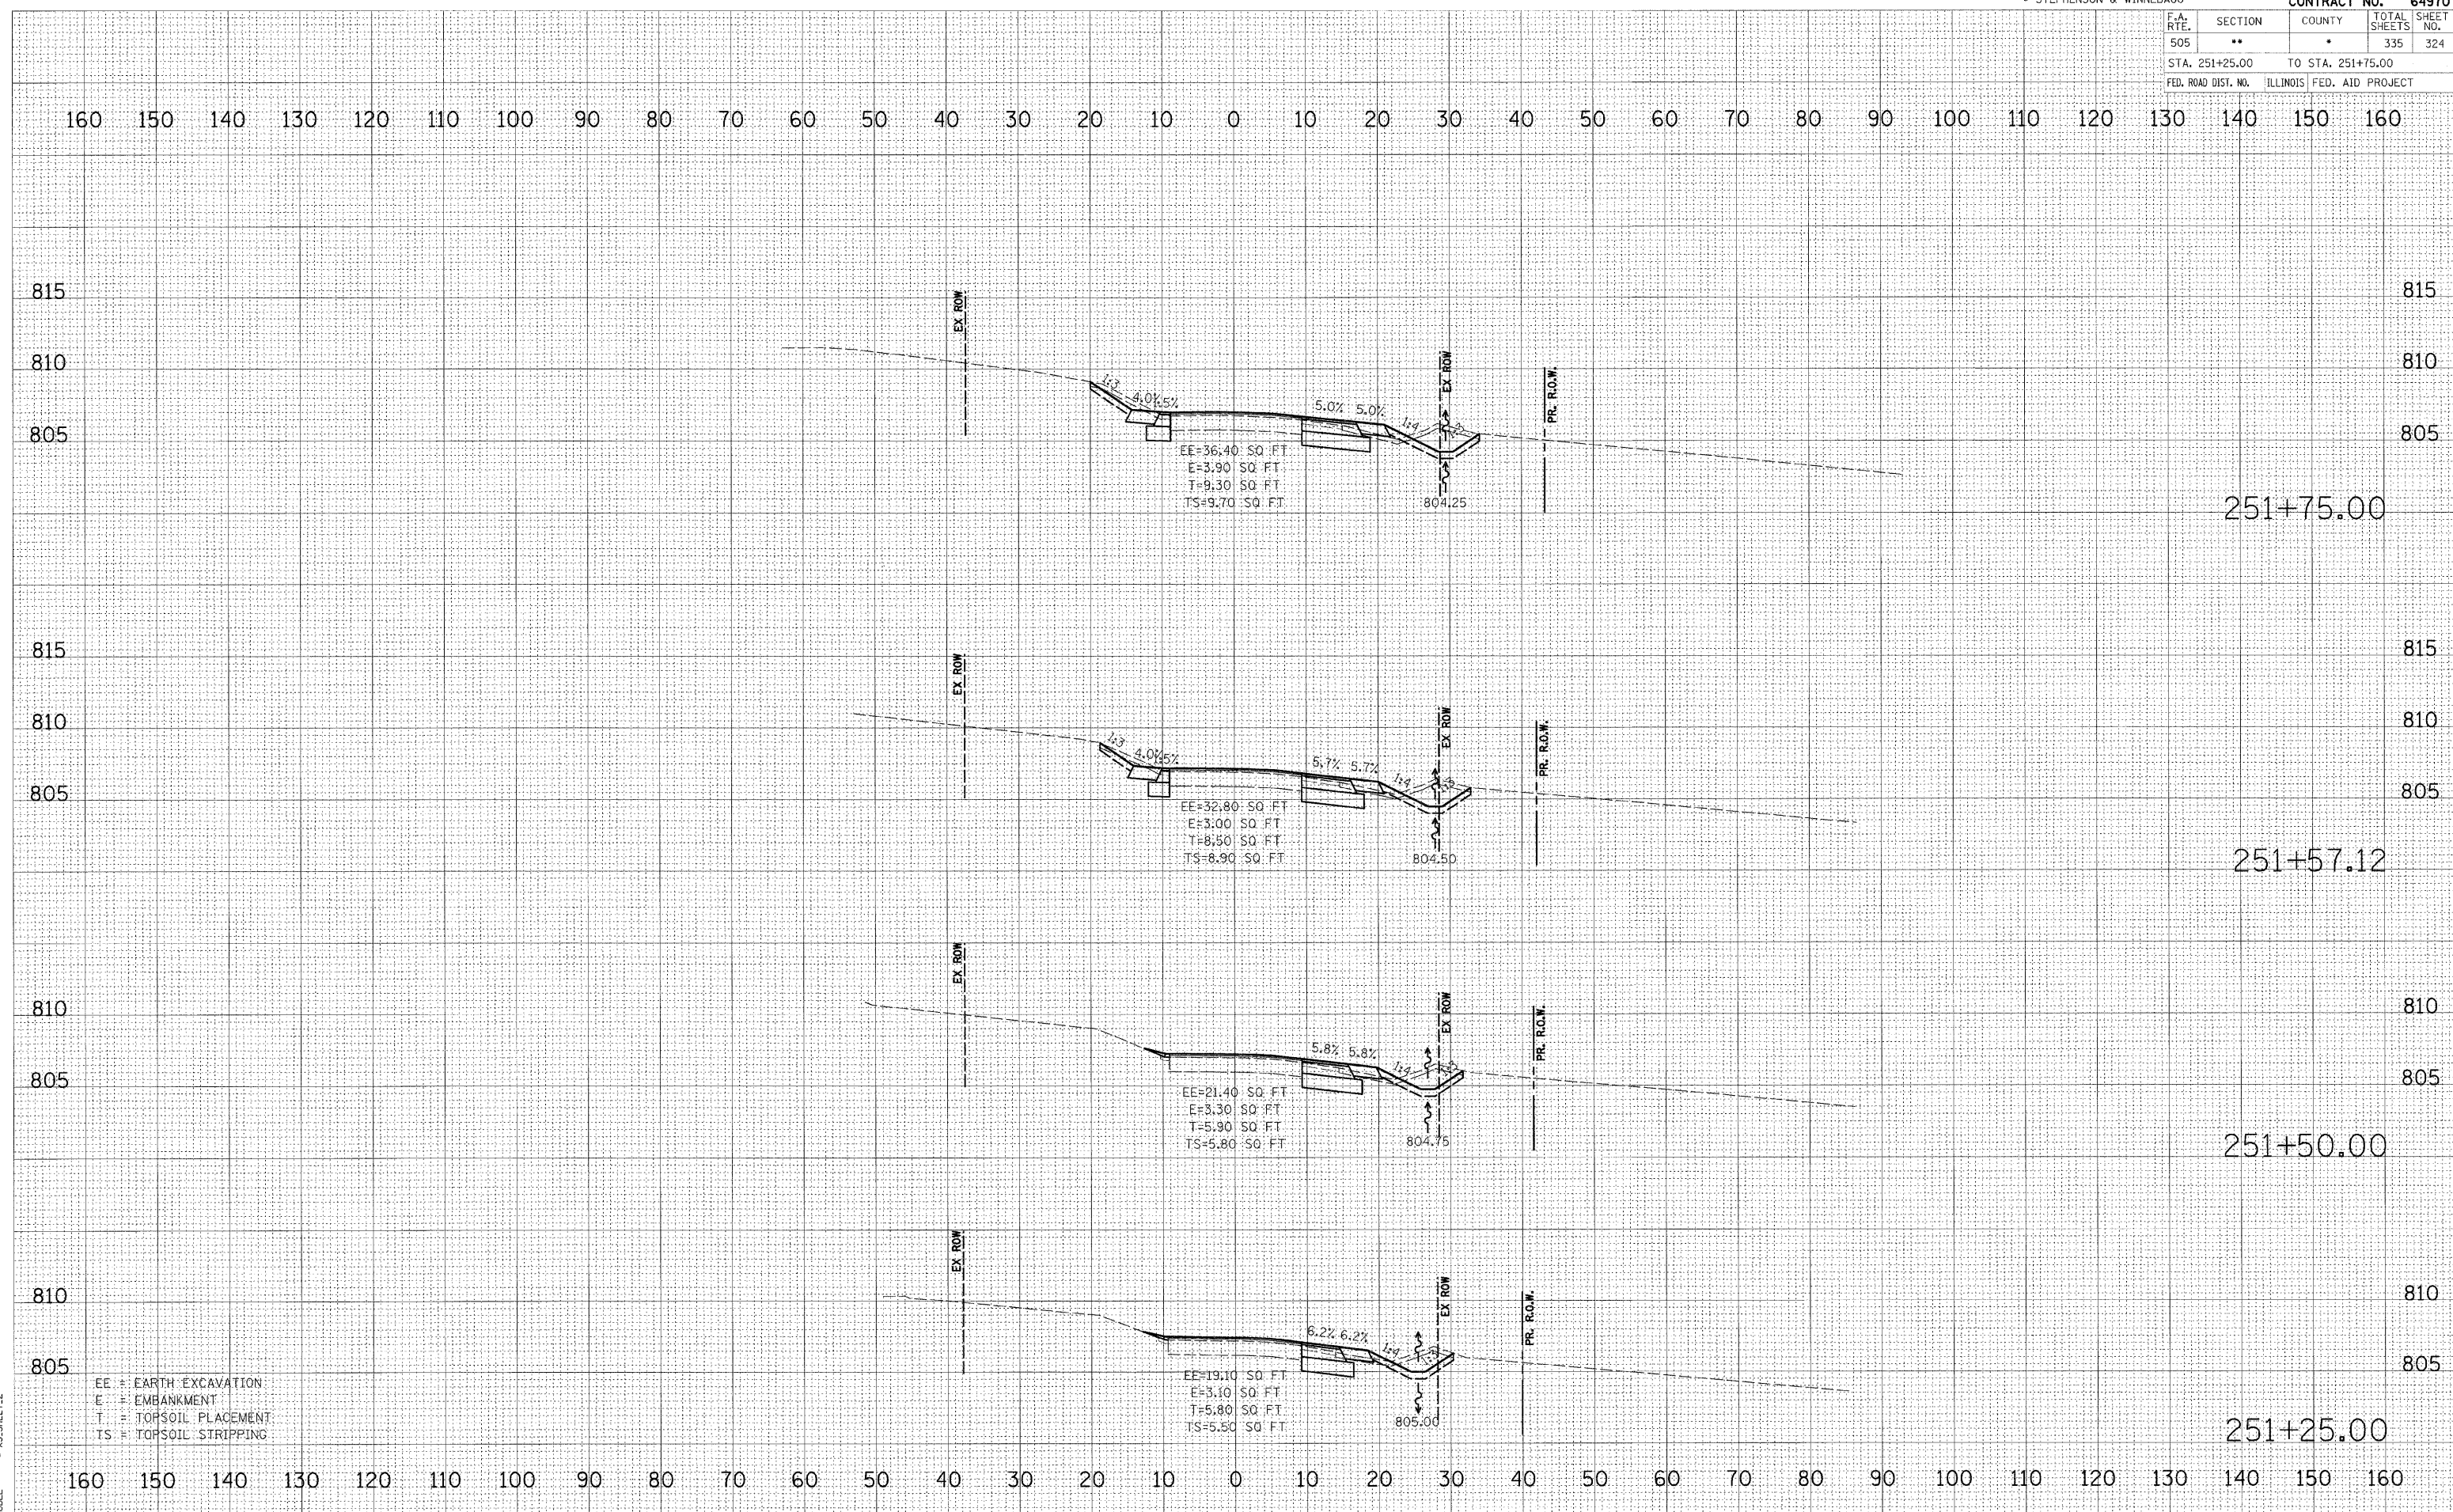 * STEPHENSON & WINNEBAGO
CONTRACT NO. 64970
F.A. RTE. SECTION COUNTY TOTAL SHEETS SHEET NO.
505 ** * 335 324
STA. 251+25.00 TO STA. 251+75.00
FED. ROAD DIST. NO. ILLINOIS FED. AID PROJECT
160 150 140 130 120 110 100 90 80 70 60 50 40 30 20 10 0 10 20 30 40 50 60 70 80 90 100 110 120 130 140 150 160
815 815
EX ROW
810 810
EX ROW
PR. R.O.W.
1:3 4.0% 5.0% 5.0% 1:4
805 805
EE=36.40 SQ FT
E=3.90 SQ FT
T=9.30 SQ FT
TS=9.70 SQ FT
804.25
251+75.00
815 815
EX ROW
810 810
EX ROW
PR. R.O.W.
1:3 4.0% 5.7% 5.7% 1:4
805 805
EE=32.80 SQ FT
E=3.00 SQ FT
T=8.50 SQ FT
TS=8.90 SQ FT
804.50
251+57.12
EX ROW
810 810
EX ROW
PR. R.O.W.
5.8% 5.8% 1:4
805 805
EE=21.40 SQ FT
E=3.30 SQ FT
T=5.90 SQ FT
TS=5.80 SQ FT
804.75
251+50.00
EX ROW
810 810
EX ROW
PR. R.O.W.
6.2% 6.2% 1:4
805 805
EE=19.10 SQ FT
E=3.10 SQ FT
T=5.80 SQ FT
TS=5.50 SQ FT
805.00
251+25.00
EE = EARTH EXCAVATION
E = EMBANKMENT
T = TOPSOIL PLACEMENT
TS = TOPSOIL STRIPPING
160 150 140 130 120 110 100 90 80 70 60 50 40 30 20 10 0 10 20 30 40 50 60 70 80 90 100 110 120 130 140 150 160